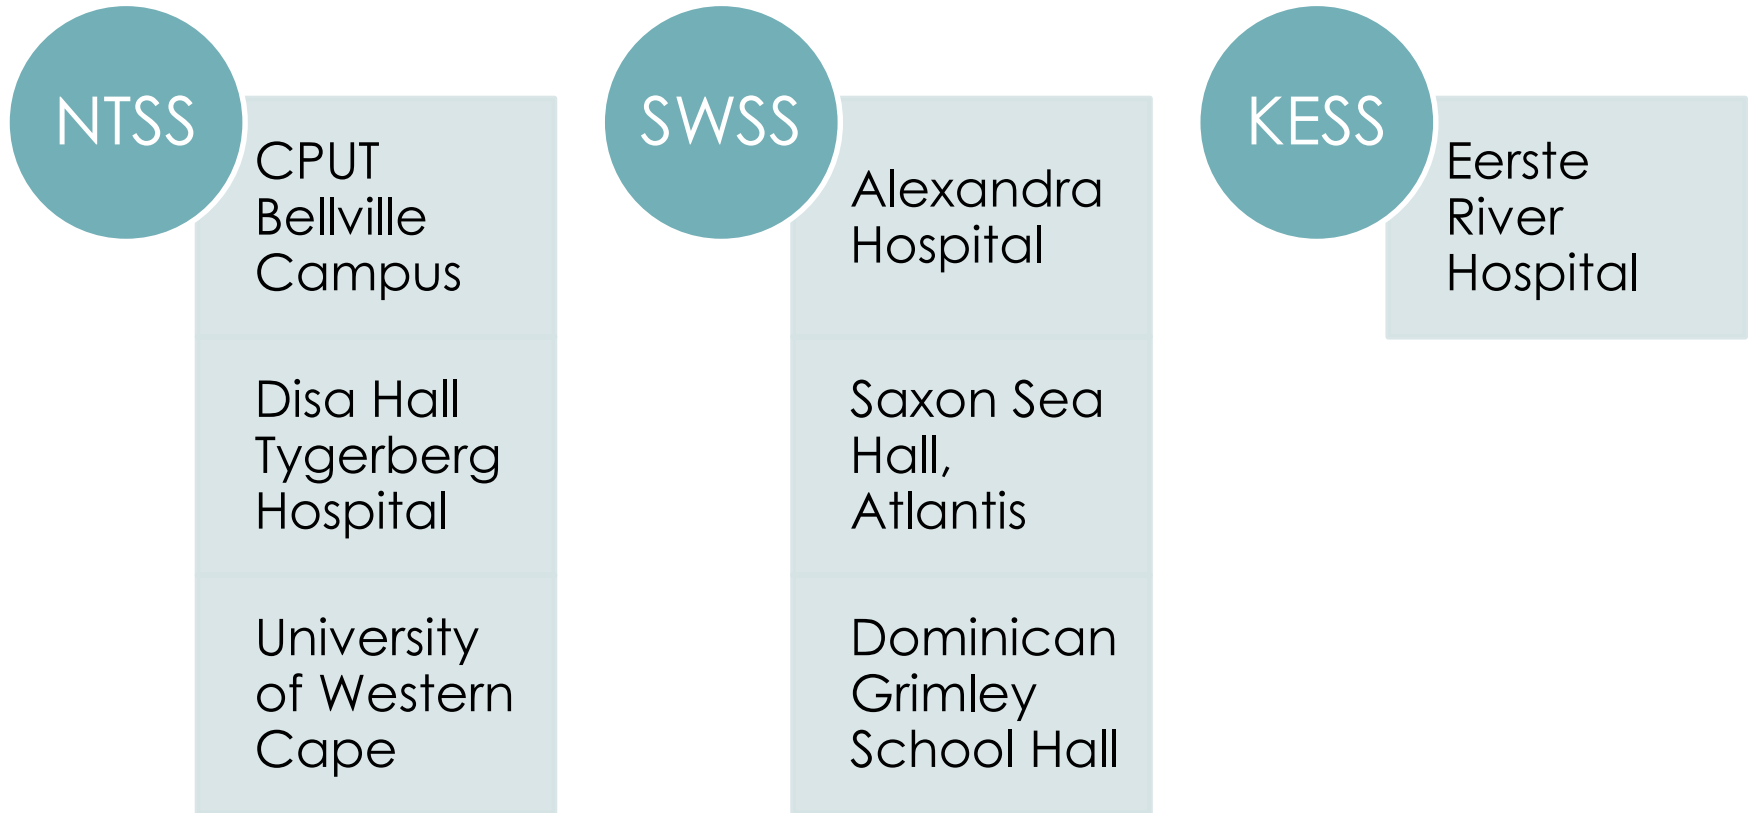 NTSS
CPUT
Bellville
Campus
Disa Hall
Tygerberg
Hospital
University
of Western
Cape
SWSS
Alexandra
Hospital
Saxon Sea
Hall,
Atlantis
Dominican
Grimley
School Hall
KESS
Eerste
River
Hospital